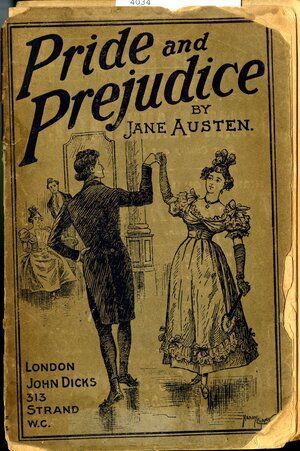 4034
Pride and
Prejudice
BY
JANE AUSTEN.
LONDON
JOHN DICKS
313
STRAND
W.C.